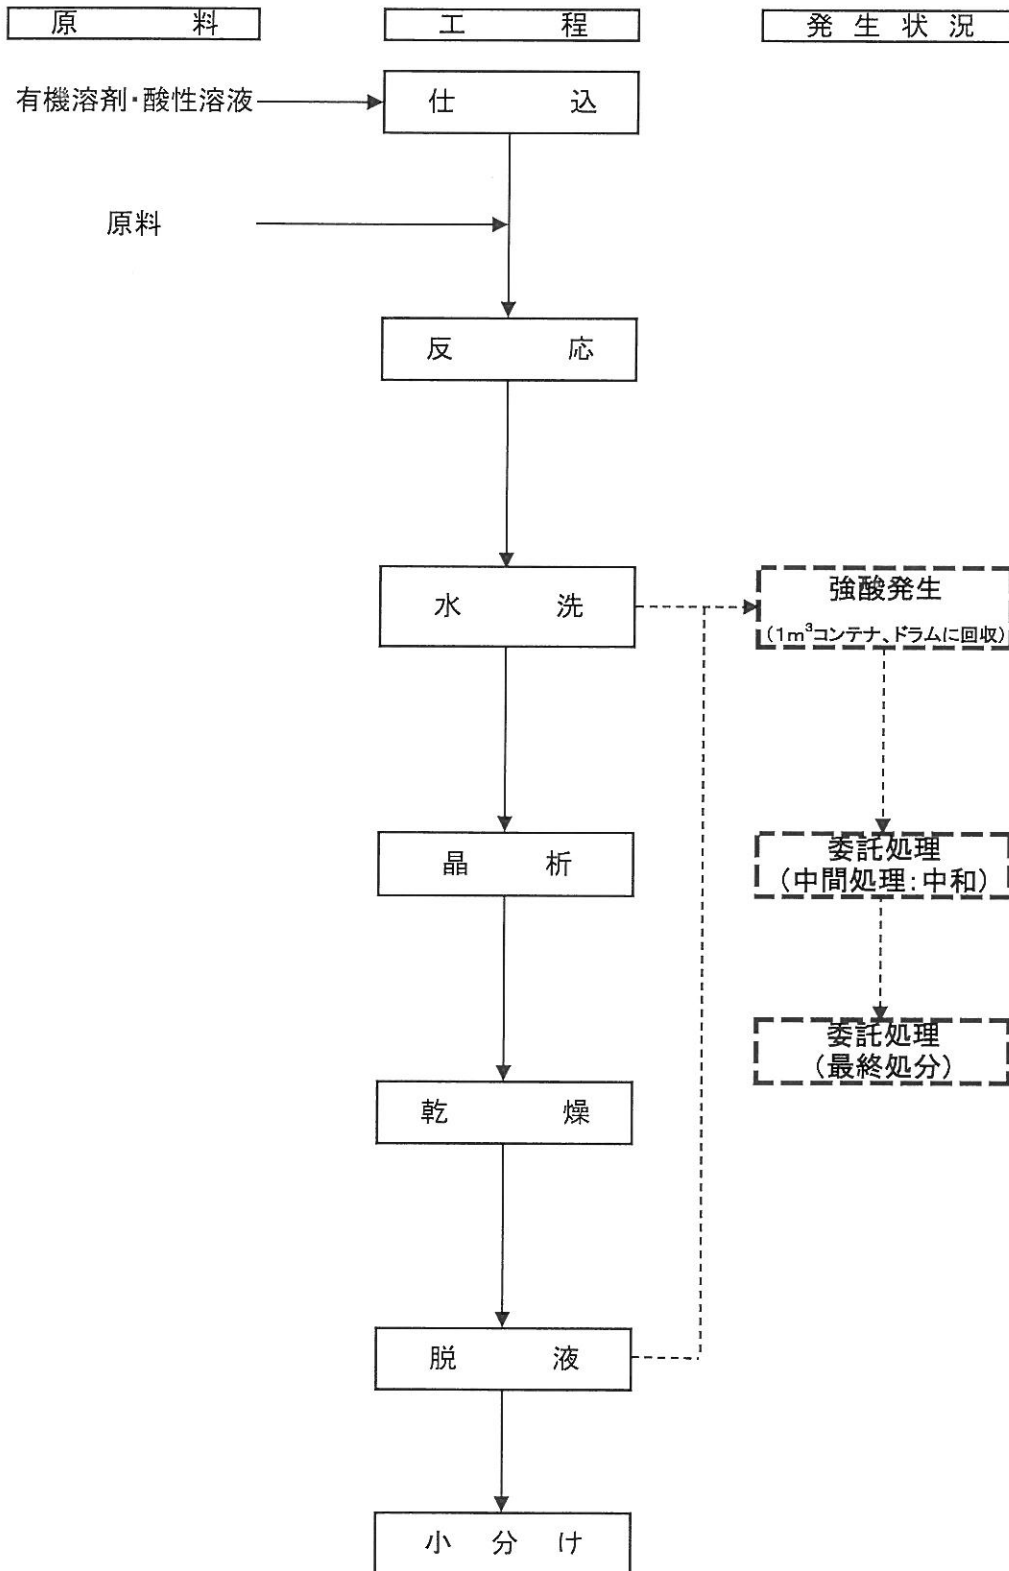 原料
工程
発生状況
有機溶剤・酸性溶液
仕込
原料
反応
水洗
強酸発生
(1m³コンテナ、ドラムに回収)
晶析
委託処理
(中間処理:中和)
委託処理
(最終処分)
乾燥
脱液
小分け